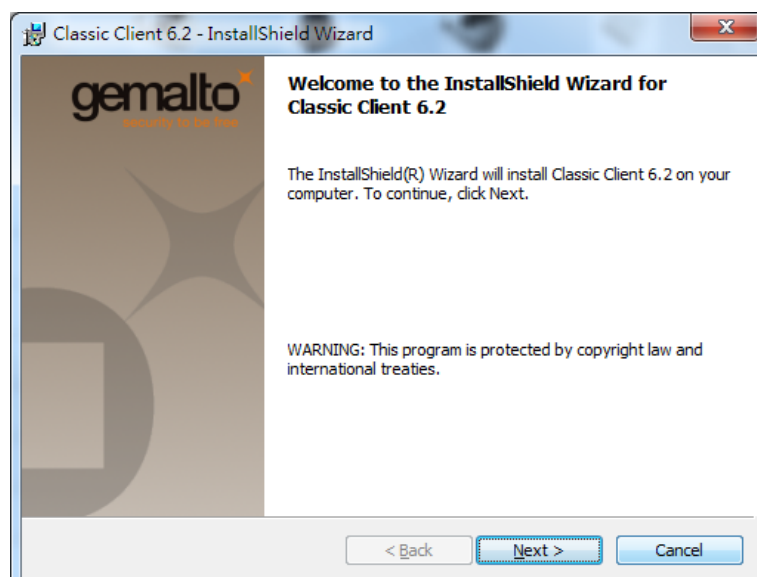 Classic Client 6.2 - InstallShield Wizard
gemalto
security to be free
Welcome to the InstallShield Wizard for
Classic Client 6.2
The InstallShield(R) Wizard will install Classic Client 6.2 on your
computer. To continue, click Next.
WARNING: This program is protected by copyright law and
international treaties.
< Back
Next >
Cancel